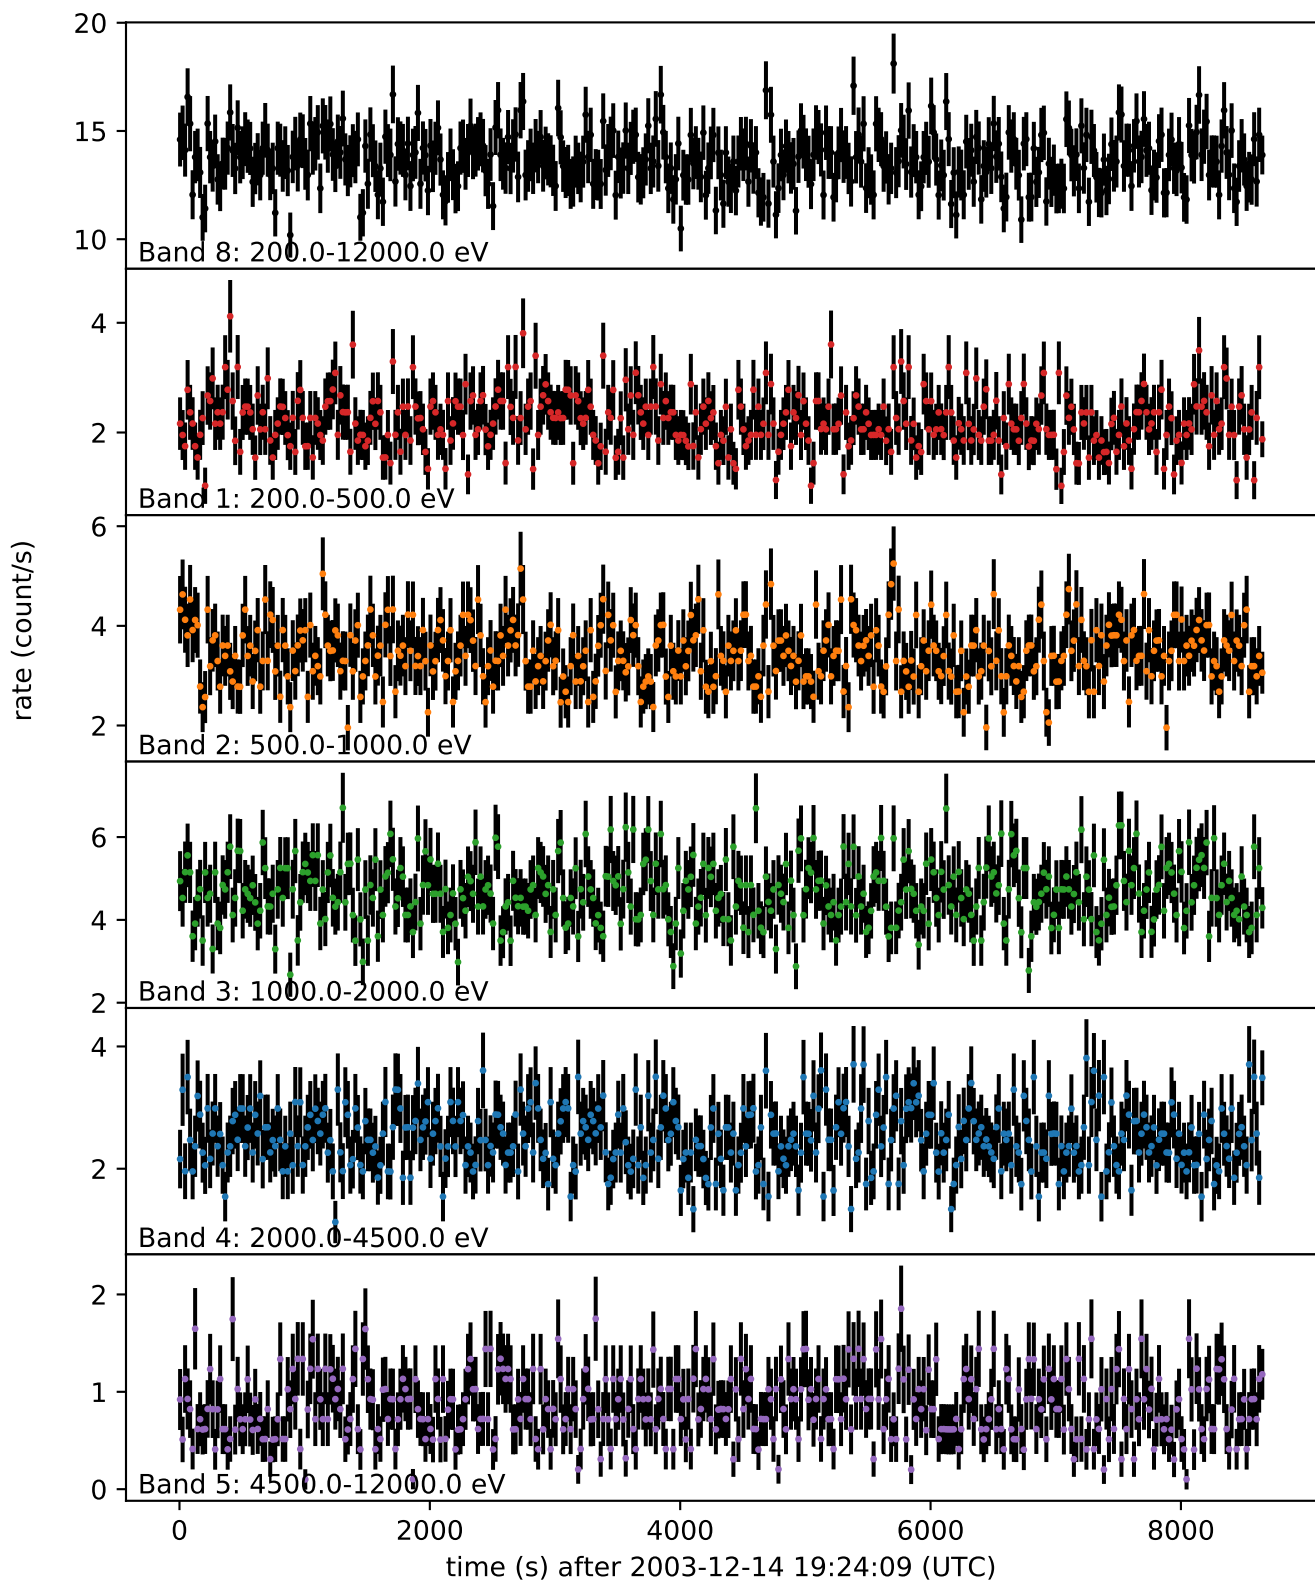 20
15
10
Band 8: 200.0-12000.0 eV
4
2
Band 1: 200.0-500.0 eV
6
4
2
Band 2: 500.0-1000.0 eV
rate (count/s)
6
4
2
Band 3: 1000.0-2000.0 eV
4
2
Band 4: 2000.0-4500.0 eV
2
1
0
Band 5: 4500.0-12000.0 eV
0 2000 4000 6000 8000
time (s) after 2003-12-14 19:24:09 (UTC)